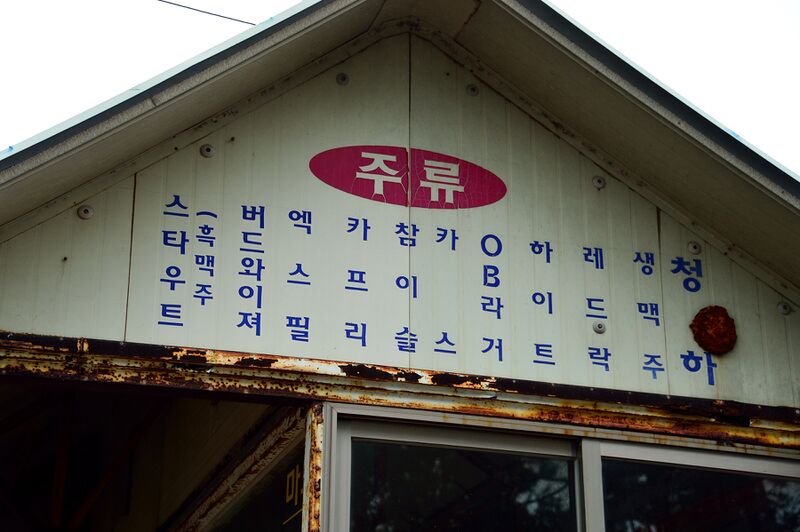 주류
스타우트
(흑맥주
버드와이져
엑스필
카프리
참이슬
카스
OB라거
하이트
레드락
생맥주
청하
마